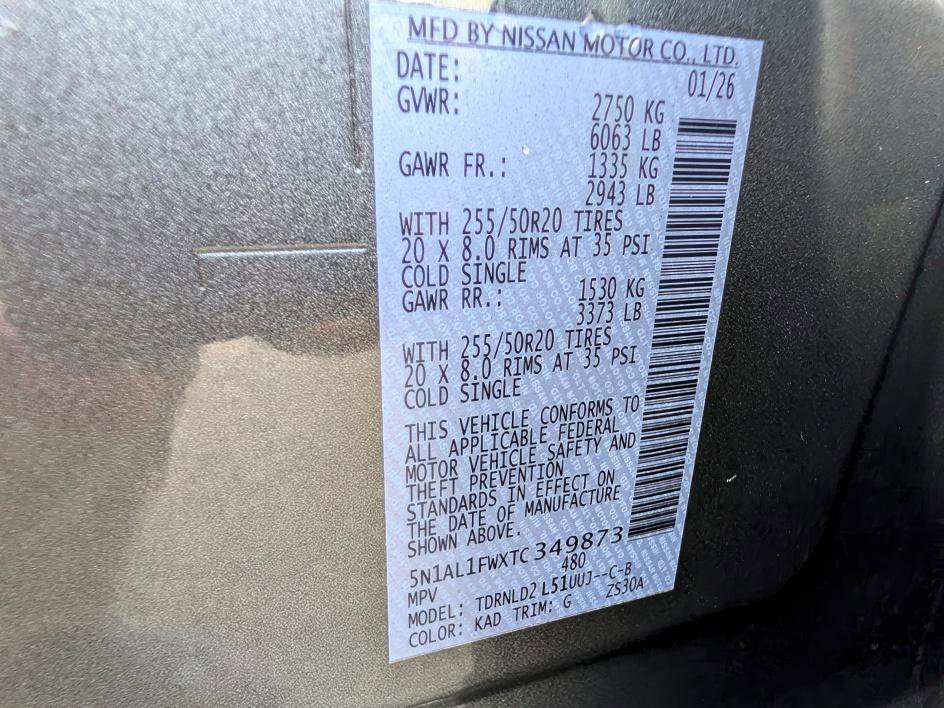 MFD BY NISSAN MOTOR CO., LTD.
DATE: 01/26
GVWR: 2750 KG
6063 LB
GAWR FR.: 1335 KG
2943 LB
WITH 255/50R20 TIRES
20 X 8.0 RIMS AT 35 PSI
COLD SINGLE
GAWR RR.: 1530 KG
3373 LB
WITH 255/50R20 TIRES
20 X 8.0 RIMS AT 35 PSI
COLD SINGLE
THIS VEHICLE CONFORMS TO
ALL APPLICABLE FEDERAL
MOTOR VEHICLE SAFETY AND
THEFT PREVENTION
STANDARDS IN EFFECT ON
THE DATE OF MANUFACTURE
SHOWN ABOVE.
5N1AL1FWXTC349873
MPV 480
MODEL: TDRNLD2 L51UUJ--C-B
COLOR: KAD TRIM: G ZS30A